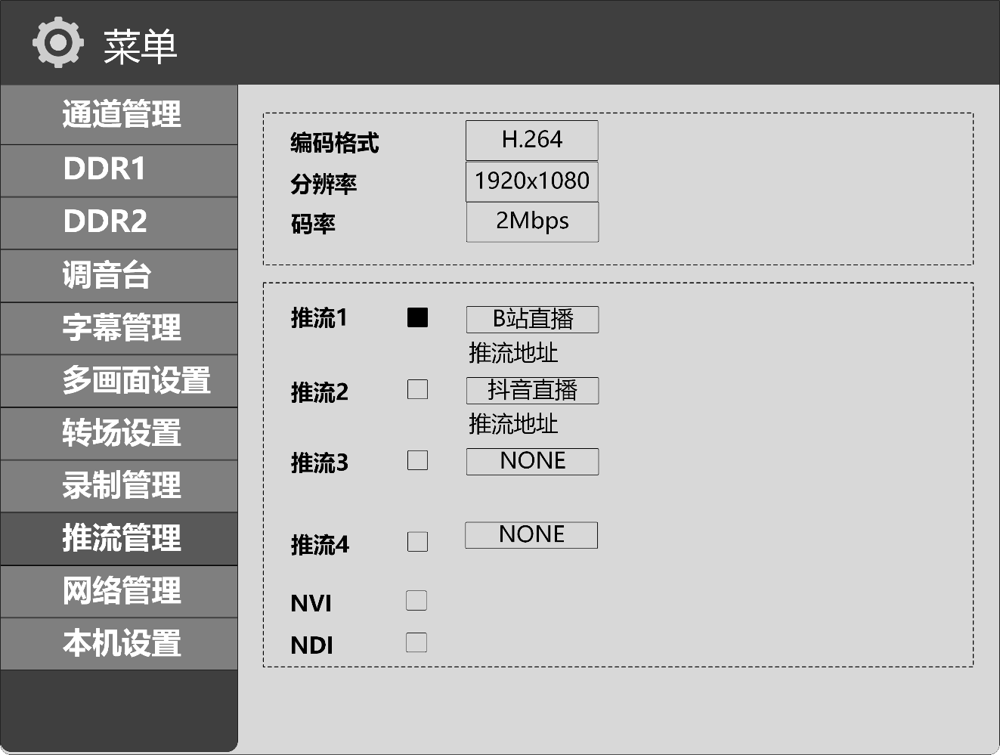 菜单
通道管理
DDR1
DDR2
调音台
字幕管理
多画面设置
转场设置
录制管理
推流管理
网络管理
本机设置
编码格式 H.264
分辨率 1920x1080
码率 2Mbps
推流1 B站直播
推流地址
推流2 抖音直播
推流地址
推流3 NONE
推流4 NONE
NVI
NDI